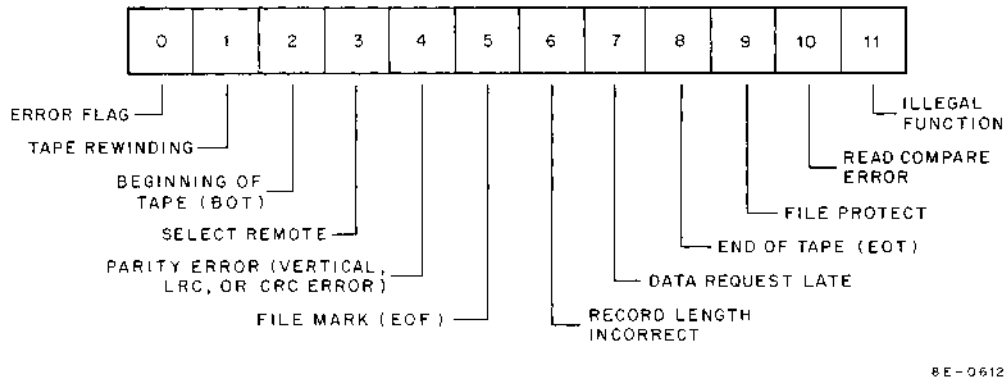 0 1 2 3 4 5 6 7 8 9 10 11
ERROR FLAG
TAPE REWINDING
BEGINNING OF
TAPE (BOT)
SELECT REMOTE
PARITY ERROR (VERTICAL,
LRC, OR CRC ERROR)
FILE MARK (EOF)
RECORD LENGTH
INCORRECT
DATA REQUEST LATE
END OF TAPE (EOT)
FILE PROTECT
READ COMPARE
ERROR
ILLEGAL
FUNCTION
8E-0612